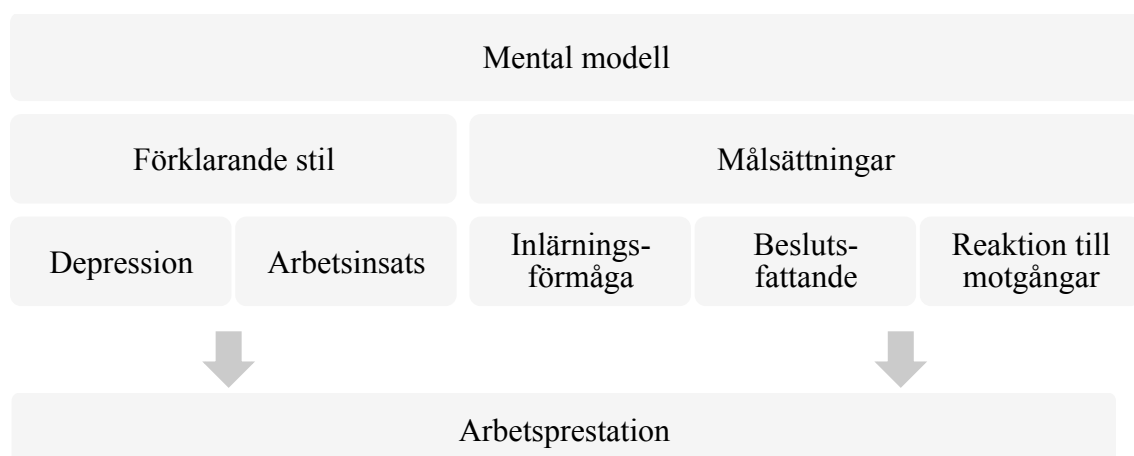 Mental modell
Förklarande stil
Målsättningar
Depression
Arbetsinsats
Inlärnings-
förmåga
Besluts-
fattande
Reaktion till
motgångar
Arbetsprestation